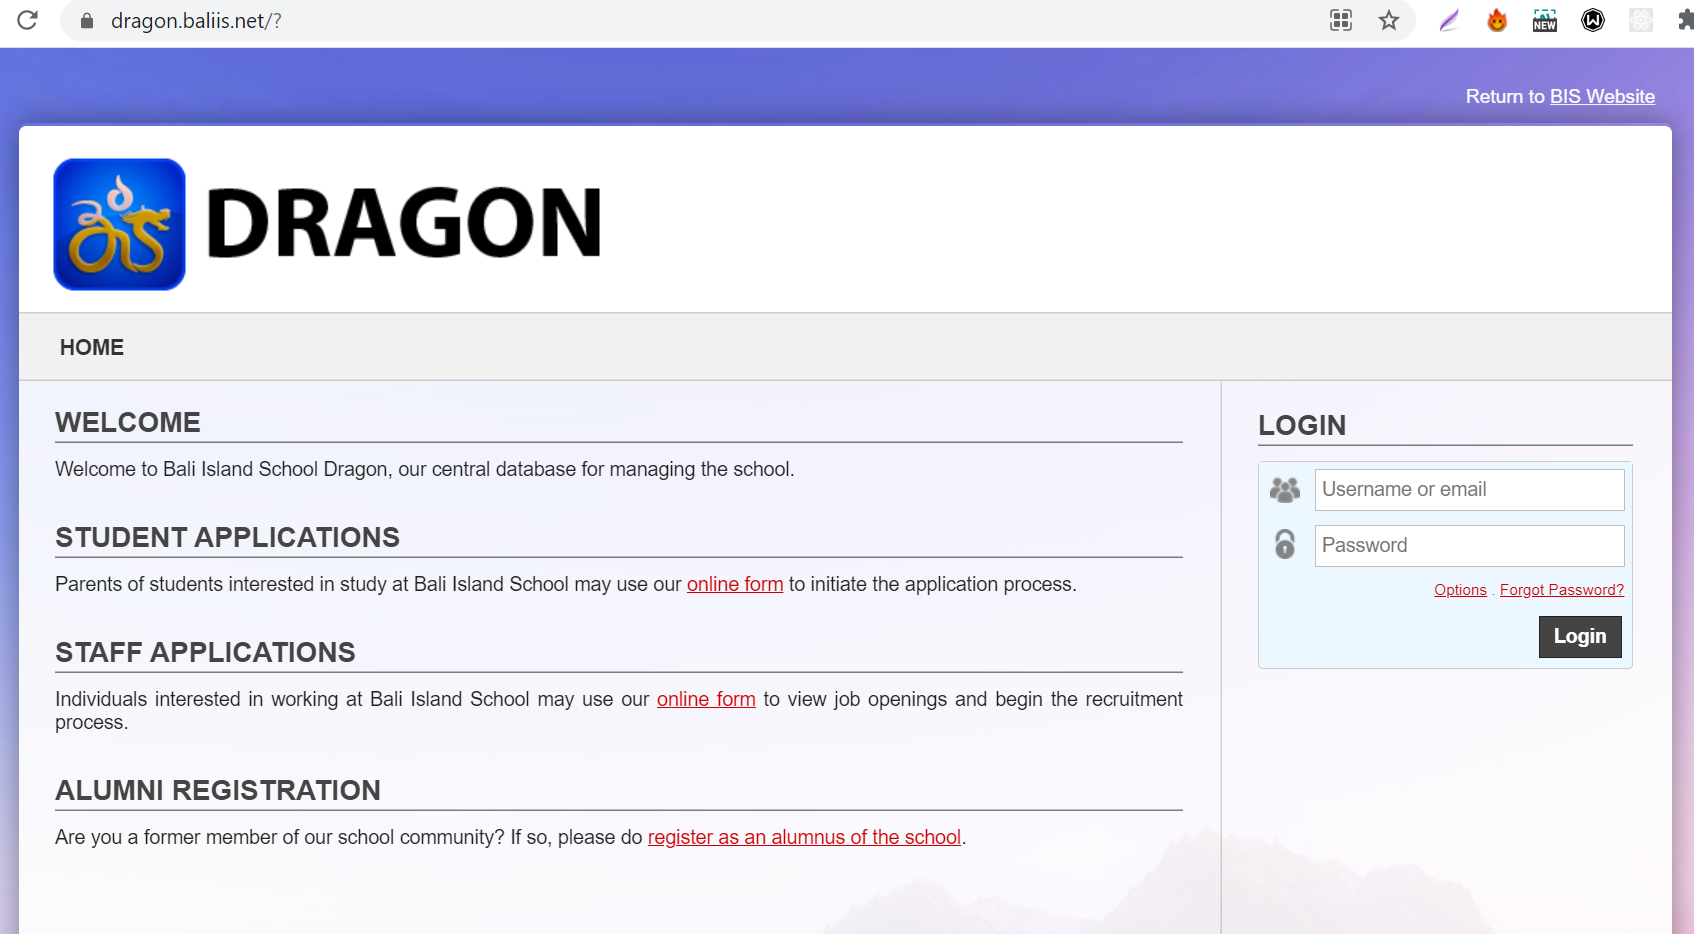 dragon.baliis.net/?
NEW
W
Return to BIS Website
DRAGON
HOME
WELCOME
Welcome to Bali Island School Dragon, our central database for managing the school.
STUDENT APPLICATIONS
Parents of students interested in study at Bali Island School may use our online form to initiate the application process.
STAFF APPLICATIONS
Individuals interested in working at Bali Island School may use our online form to view job openings and begin the recruitment
process.
ALUMNI REGISTRATION
Are you a former member of our school community? If so, please do register as an alumnus of the school.
LOGIN
Username or email
Password
Options . Forgot Password?
Login